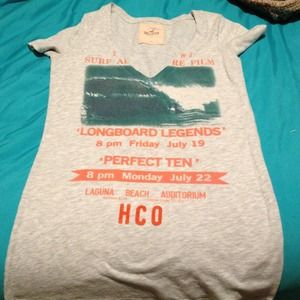 SURF
RE FILM
"LONGBOARD LEGENDS"
8 pm Friday July 19
"PERFECT TEN"
8 pm Monday July 22
LAGUNA BEACH AUDITORIUM
HCO